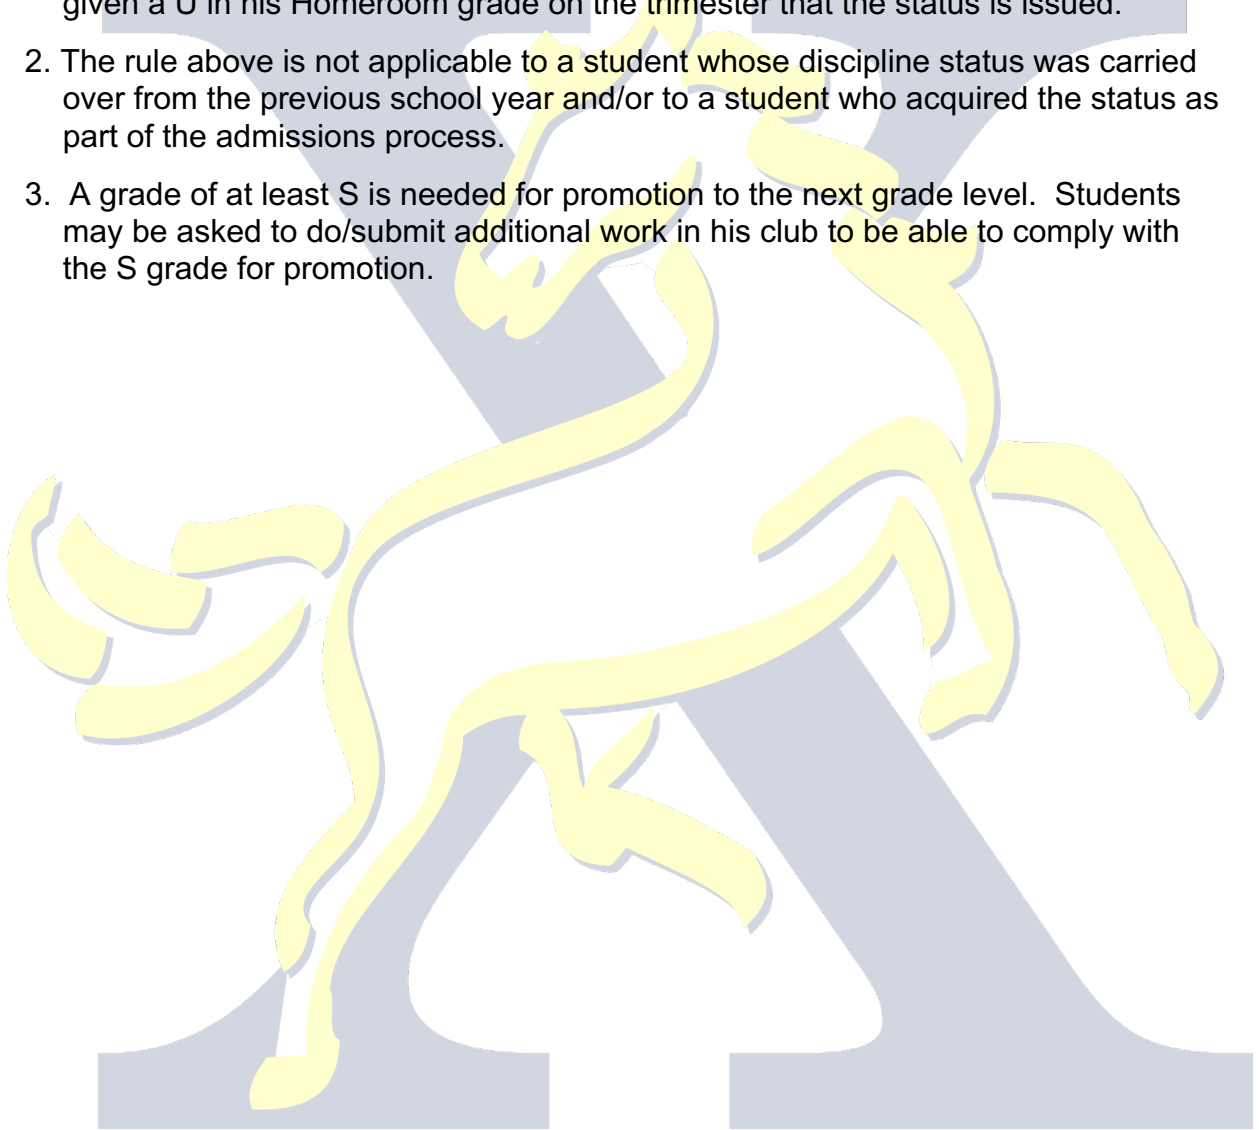 given a U in his Homeroom grade on the trimester that the status is issued.
2. The rule above is not applicable to a student whose discipline status was carried
over from the previous school year and/or to a student who acquired the status as
part of the admissions process.
3.  A grade of at least S is needed for promotion to the next grade level.  Students
may be asked to do/submit additional work in his club to be able to comply with
the S grade for promotion.
X